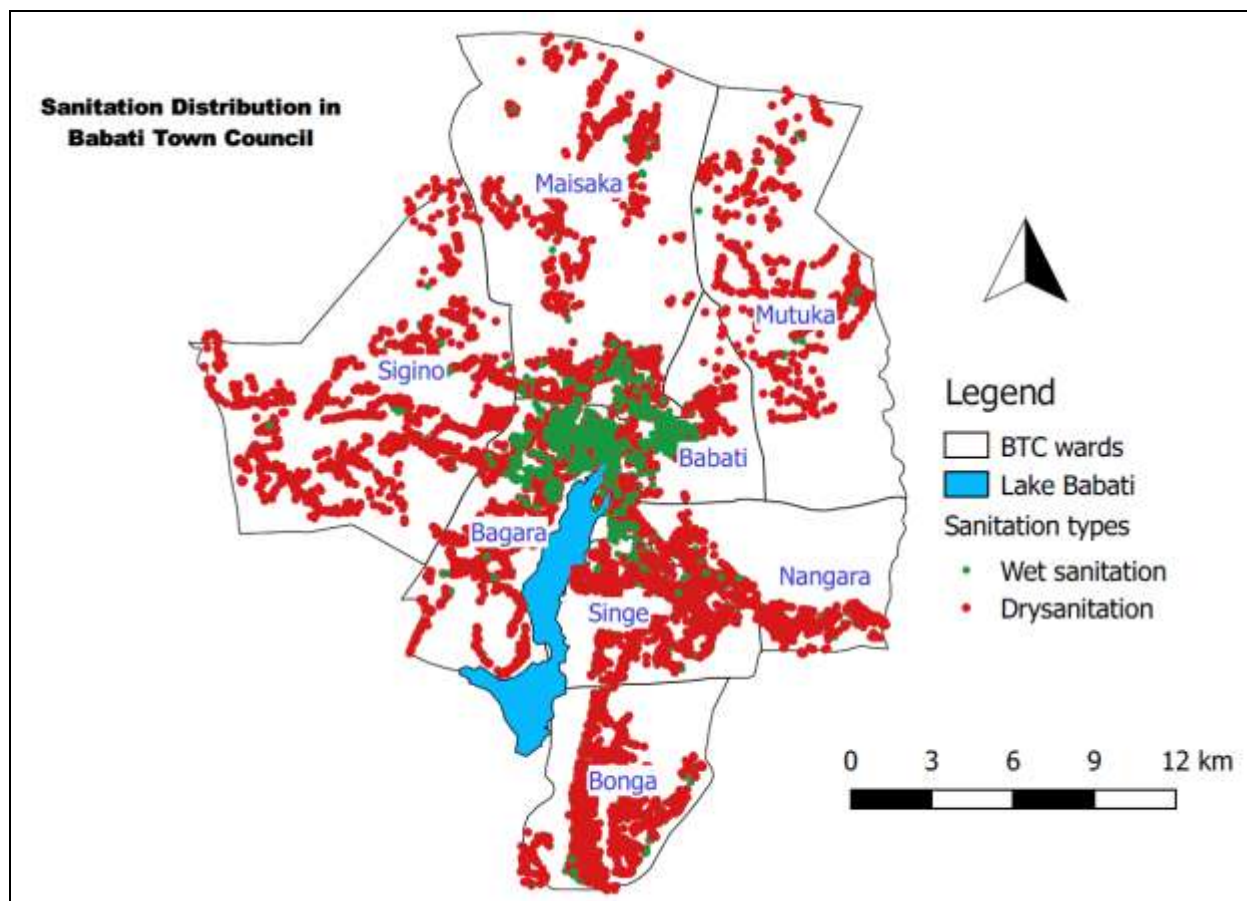 Sanitation Distribution in
Babati Town Council
Maisaka
Mutuka
Sigino
Babati
Bagara
Nangara
Singe
Bonga
Legend
BTC wards
Lake Babati
Sanitation types
Wet sanitation
Drysanitation
0 3 6 9 12 km